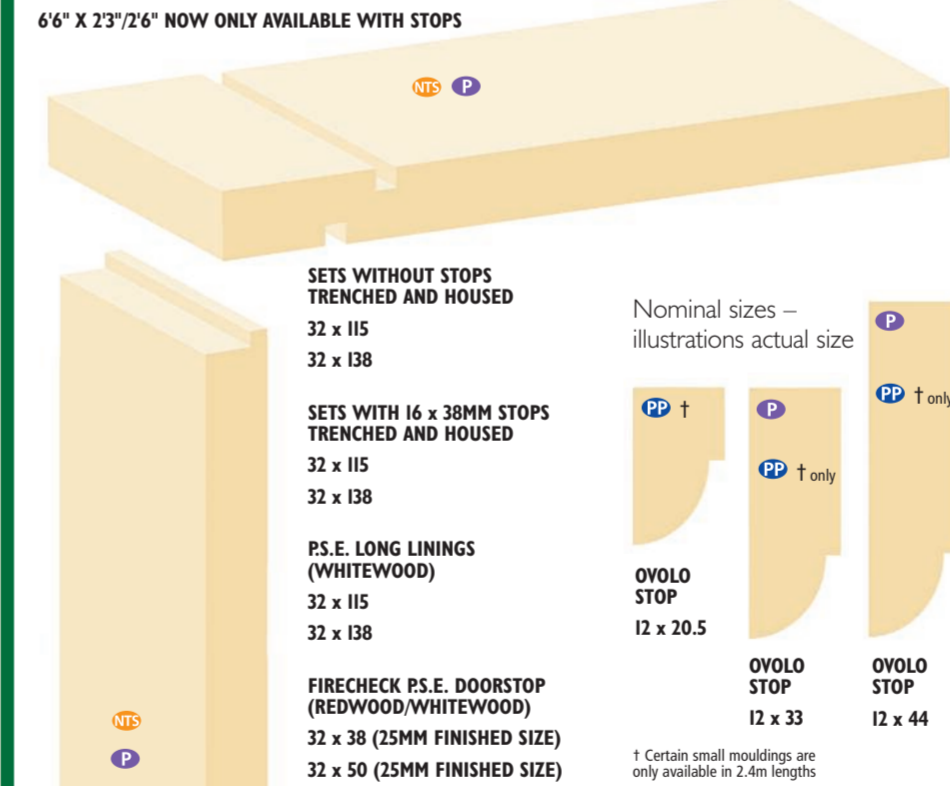 6'6" X 2'3"/2'6" NOW ONLY AVAILABLE WITH STOPS
NTS P
SETS WITHOUT STOPS
TRENCHED AND HOUSED
32 x 115
32 x 138
SETS WITH 16 x 38MM STOPS
TRENCHED AND HOUSED
32 x 115
32 x 138
P.S.E. LONG LININGS
(WHITEWOOD)
32 x 115
32 x 138
FIRECHECK P.S.E. DOORSTOP
(REDWOOD/WHITEWOOD)
32 x 38 (25MM FINISHED SIZE)
32 x 50 (25MM FINISHED SIZE)
NTS
P
Nominal sizes –
illustrations actual size
PP †
OVOLO
STOP
12 x 20.5
P
PP † only
OVOLO
STOP
12 x 33
P
PP † only
OVOLO
STOP
12 x 44
† Certain small mouldings are
only available in 2.4m lengths